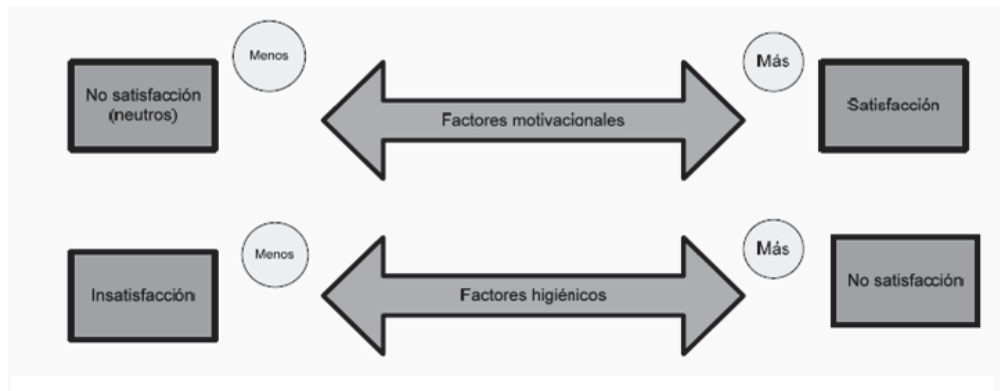 Menos
Más
No satisfacción
(neutros)
Factores motivacionales
Satisfacción
Menos
Más
Insatisfacción
Factores higiénicos
No satisfacción